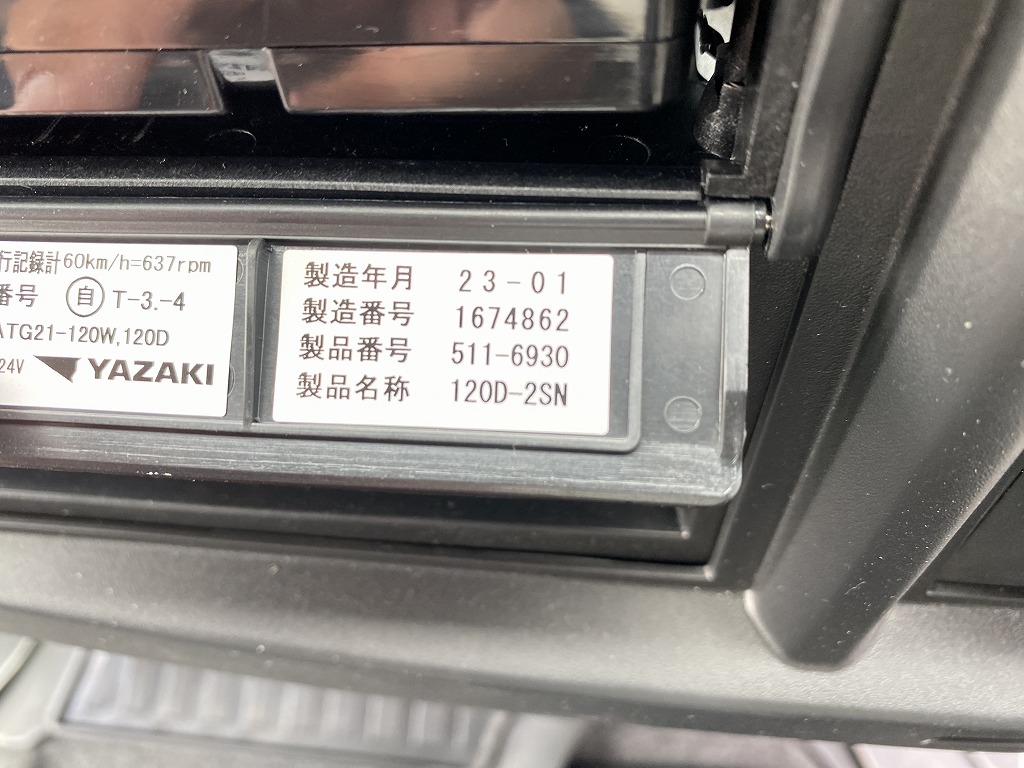 行記録計60km/h=637rpm
番号 自 T-3.-4
ATG21-120W,120D
24V YAZAKI
製造年月 23-01
製造番号 1674862
製品番号 511-6930
製品名称 120D-2SN